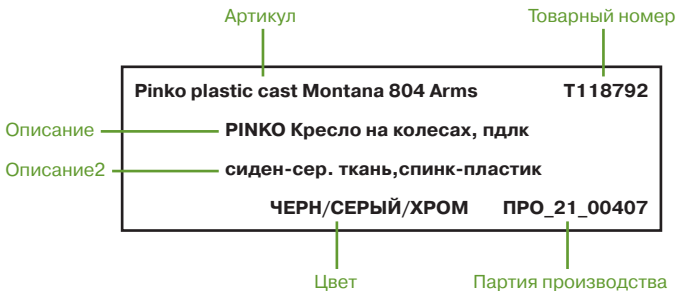 Артикул Товарный номер
Pinko plastic cast Montana 804 Arms T118792
Описание PINKO Кресло на колесах, пдлк
Описание2 сиден-сер. ткань,спинк-пластик
ЧЕРН/СЕРЫЙ/ХРОМ ПРО_21_00407
Цвет Партия производства